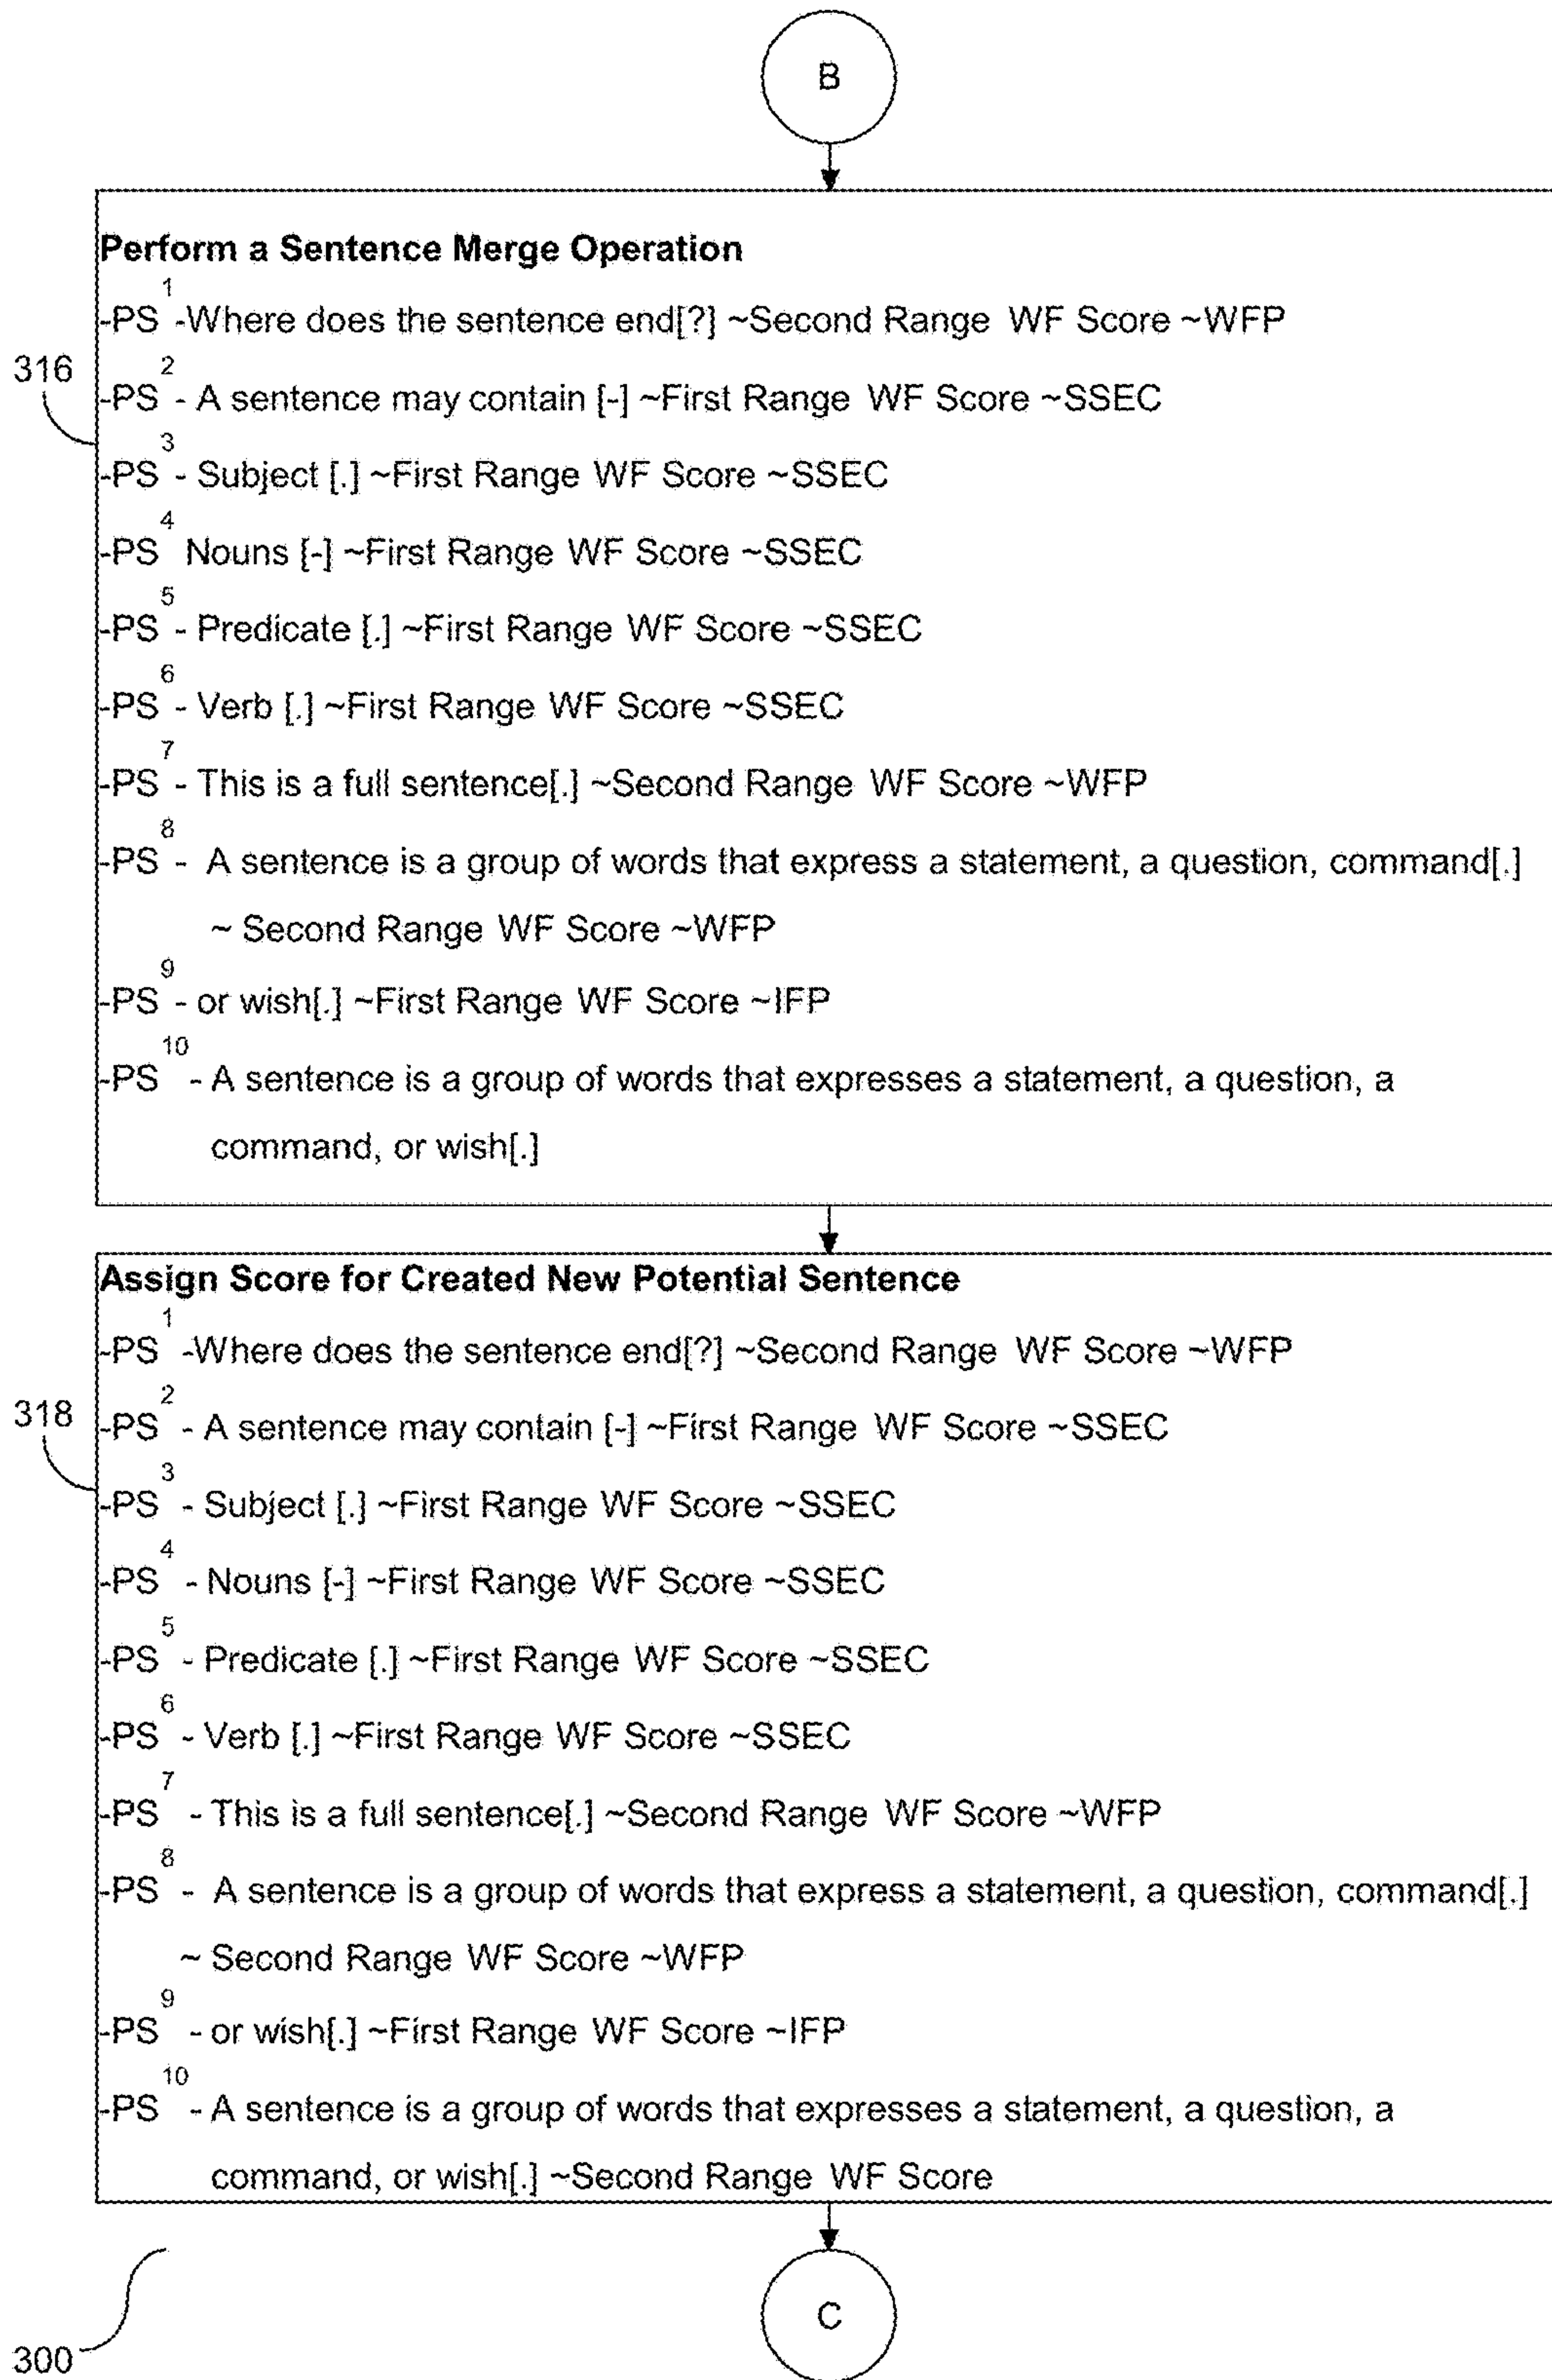 B
Perform a Sentence Merge Operation
-PS¹-Where does the sentence end[?] ~Second Range WF Score ~WFP
316
-PS²- A sentence may contain [-] ~First Range WF Score ~SSEC
-PS³- Subject [.] ~First Range WF Score ~SSEC
-PS⁴ Nouns [-] ~First Range WF Score ~SSEC
-PS⁵- Predicate [.] ~First Range WF Score ~SSEC
-PS⁶- Verb [.] ~First Range WF Score ~SSEC
-PS⁷- This is a full sentence[.] ~Second Range WF Score ~WFP
-PS⁸- A sentence is a group of words that express a statement, a question, command[.]
~ Second Range WF Score ~WFP
-PS⁹- or wish[.] ~First Range WF Score ~IFP
-PS¹⁰- A sentence is a group of words that expresses a statement, a question, a
command, or wish[.]
Assign Score for Created New Potential Sentence
-PS¹ -Where does the sentence end[?] ~Second Range WF Score ~WFP
318
-PS² - A sentence may contain [-] ~First Range WF Score ~SSEC
-PS³ - Subject [.] ~First Range WF Score ~SSEC
-PS⁴ - Nouns [-] ~First Range WF Score ~SSEC
-PS⁵ - Predicate [.] ~First Range WF Score ~SSEC
-PS⁶ - Verb [.] ~First Range WF Score ~SSEC
-PS⁷ - This is a full sentence[.] ~Second Range WF Score ~WFP
-PS⁸ - A sentence is a group of words that express a statement, a question, command[.]
~ Second Range WF Score ~WFP
-PS⁹ - or wish[.] ~First Range WF Score ~IFP
-PS¹⁰- A sentence is a group of words that expresses a statement, a question, a
command, or wish[.] ~Second Range WF Score
C
300